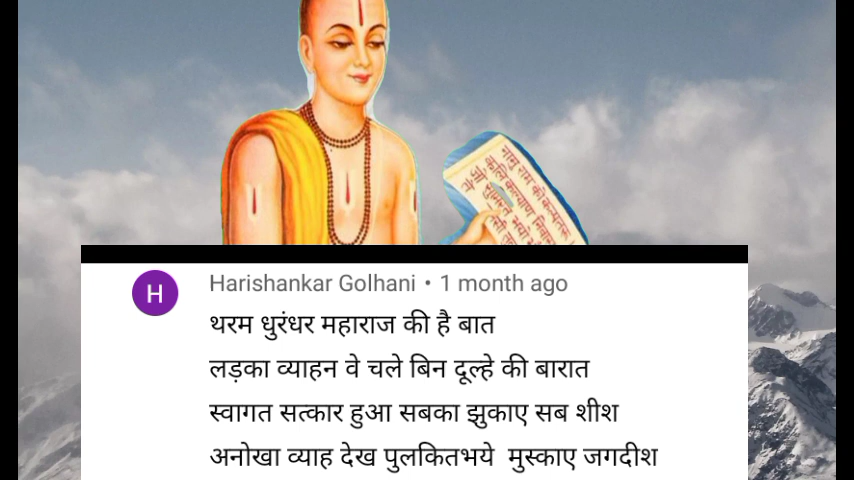 राम को
H
Harishankar Golhani • 1 month ago
थरम धुरंधर महाराज की है बात
लड़का व्याहन वे चले बिन दूल्हे की बारात
स्वागत सत्कार हुआ सबका झुकाए सब शीश
अनोखा व्याह देख पुलकितभये मुस्काए जगदीश